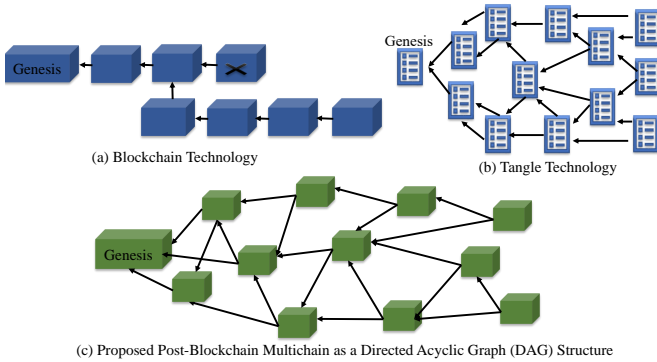 Genesis
(a) Blockchain Technology
Genesis
(b) Tangle Technology
Genesis
(c) Proposed Post-Blockchain Multichain as a Directed Acyclic Graph (DAG) Structure